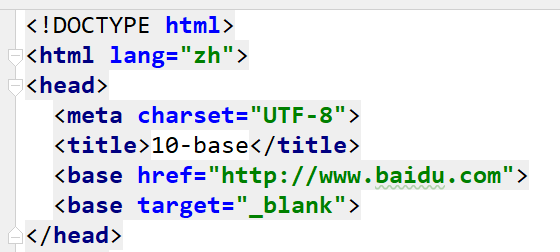 <!DOCTYPE html>
<html lang="zh">
<head>
<meta charset="UTF-8">
<title>10-base</title>
<base href="http://www.baidu.com">
<base target="_blank">
</head>